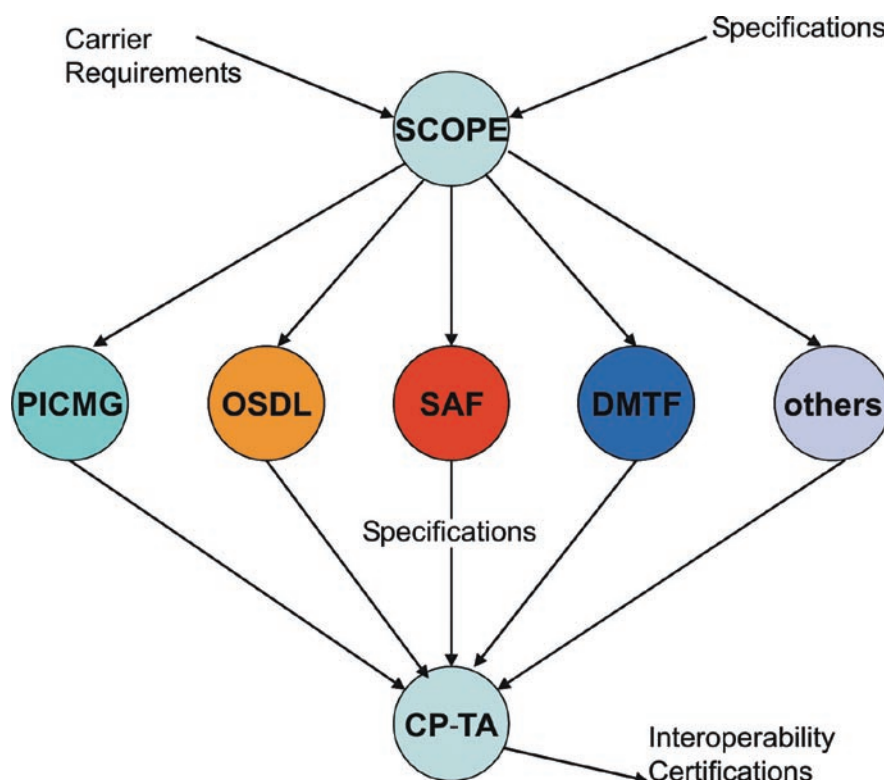 Carrier
Requirements
Specifications
SCOPE
PICMG
OSDL
SAF
DMTF
others
Specifications
CP-TA
Interoperability
Certifications